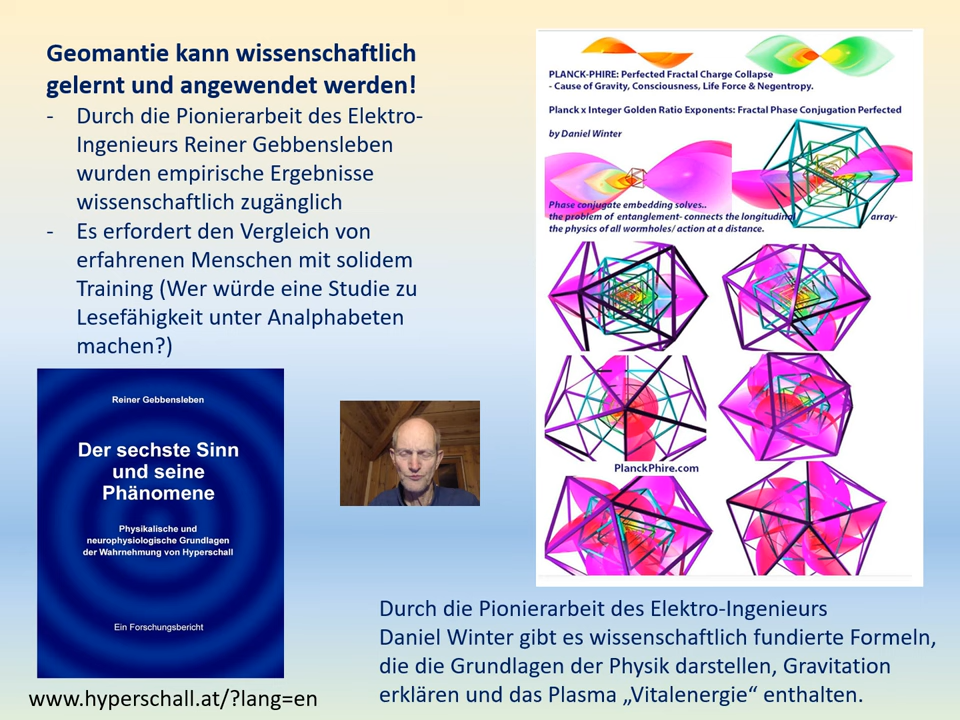 Geomantie kann wissenschaftlich
gelernt und angewendet werden!
- Durch die Pionierarbeit des Elektro-
Ingenieurs Reiner Gebbensleben
wurden empirische Ergebnisse
wissenschaftlich zugänglich
- Es erfordert den Vergleich von
erfahrenen Menschen mit solidem
Training (Wer würde eine Studie zu
Lesefähigkeit unter Analphabeten
machen?)
Reiner Gebbensleben
Der sechste Sinn
und seine
Phänomene
Physikalische und
neurophysiologische Grundlagen
der Wahrnehmung von Hyperschall
Ein Forschungsbericht
www.hyperschall.at/?lang=en
PLANCK-PHIRE: Perfected Fractal Charge Collapse
- Cause of Gravity, Consciousness, Life Force & Negentropy.
Planck x Integer Golden Ratio Exponents: Fractal Phase Conjugation Perfected
by Daniel Winter
Phase conjugate embedding solves..
the problem of entanglement- connects the longitudinal array-
the physics of all wormholes/ action at a distance.
PlanckPhire.com
Durch die Pionierarbeit des Elektro-Ingenieurs
Daniel Winter gibt es wissenschaftlich fundierte Formeln,
die die Grundlagen der Physik darstellen, Gravitation
erklären und das Plasma „Vitalenergie“ enthalten.